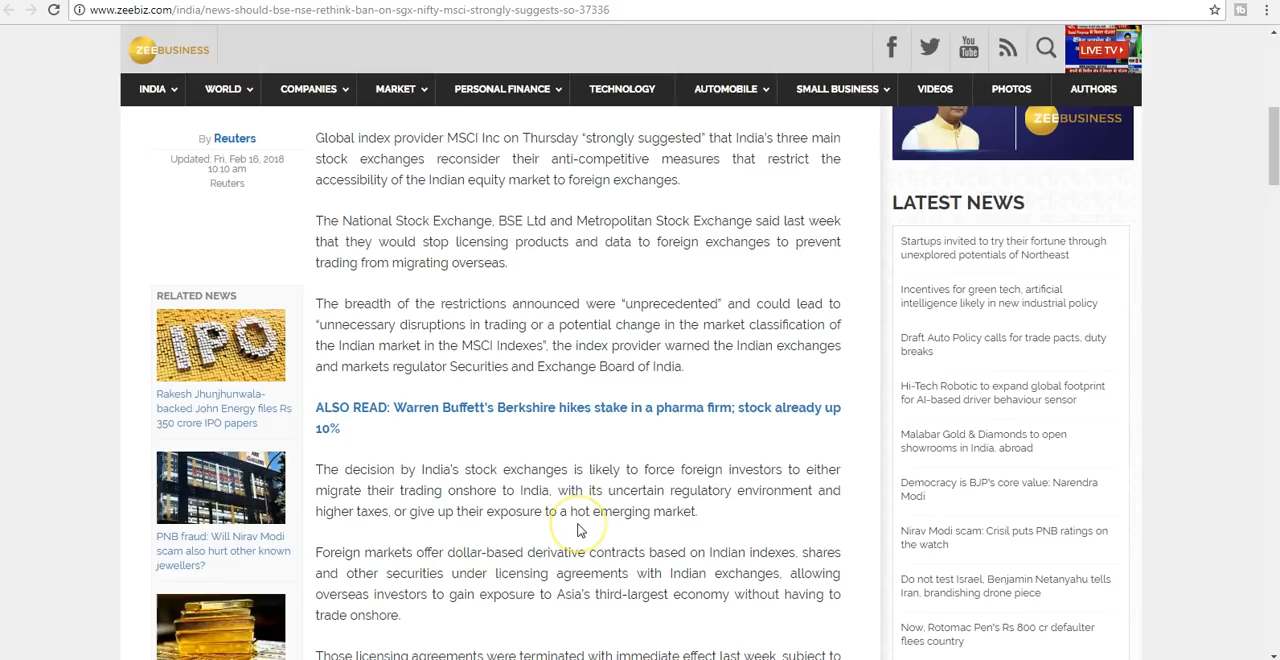 www.zeebiz.com/india/news-should-bse-nse-rethink-ban-on-sgx-nifty-msci-strongly-suggests-so-37336
ZEEBUSINESS
You
Tube
LIVE TV
INDIA
WORLD
COMPANIES
MARKET
PERSONAL FINANCE
TECHNOLOGY
AUTOMOBILE
SMALL BUSINESS
VIDEOS
PHOTOS
AUTHORS
By Reuters
Updated: Fri, Feb 16, 2018
10:10 am
Reuters
RELATED NEWS
IPO
Rakesh Jhunjhunwala-
backed John Energy files Rs
350 crore IPO papers
PNB fraud: Will Nirav Modi
scam also hurt other known
jewellers?
Global index provider MSCI Inc on Thursday “strongly suggested” that India's three main
stock exchanges reconsider their anti-competitive measures that restrict the
accessibility of the Indian equity market to foreign exchanges.
The National Stock Exchange, BSE Ltd and Metropolitan Stock Exchange said last week
that they would stop licensing products and data to foreign exchanges to prevent
trading from migrating overseas.
The breadth of the restrictions announced were “unprecedented” and could lead to
“unnecessary disruptions in trading or a potential change in the market classification of
the Indian market in the MSCI Indexes”, the index provider warned the Indian exchanges
and markets regulator Securities and Exchange Board of India.
ALSO READ: Warren Buffett's Berkshire hikes stake in a pharma firm; stock already up
10%
The decision by India's stock exchanges is likely to force foreign investors to either
migrate their trading onshore to India, with its uncertain regulatory environment and
higher taxes, or give up their exposure to a hot emerging market.
Foreign markets offer dollar-based derivative contracts based on Indian indexes, shares
and other securities under licensing agreements with Indian exchanges, allowing
overseas investors to gain exposure to Asia's third-largest economy without having to
trade onshore.
Those licensing agreements were terminated with immediate effect last week, subject to
ZEEBUSINESS
LATEST NEWS
Startups invited to try their fortune through
unexplored potentials of Northeast
Incentives for green tech, artificial
intelligence likely in new industrial policy
Draft Auto Policy calls for trade pacts, duty
breaks
Hi-Tech Robotic to expand global footprint
for AI-based driver behaviour sensor
Malabar Gold & Diamonds to open
showrooms in India, abroad
Democracy is BJP's core value: Narendra
Modi
Nirav Modi scam: Crisil puts PNB ratings on
the watch
Do not test Israel, Benjamin Netanyahu tells
Iran, brandishing drone piece
Now, Rotomac Pen's Rs 800 cr defaulter
flees country